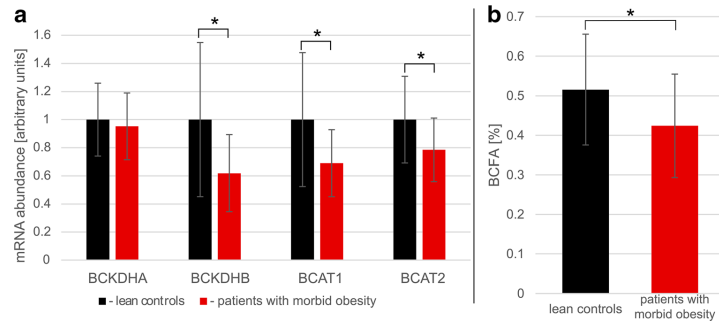 a
mRNA abundance [arbitrary units]
1.6
1.4
1.2
1
0.8
0.6
0.4
0.2
0
*
*
*
BCKDHA BCKDHB BCAT1 BCAT2
- lean controls - patients with morbid obesity
b
BCFA [%]
0.7
0.6
0.5
0.4
0.3
0.2
0.1
0
*
lean controls
patients with
morbid obesity